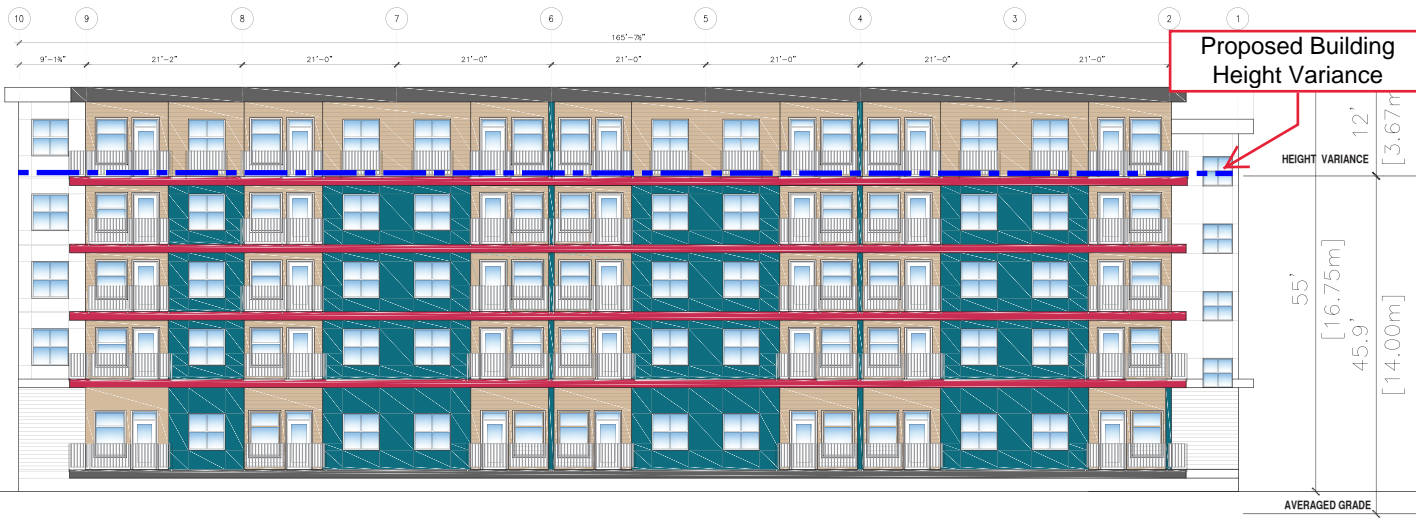 10 9 8 7 6 5 4 3 2 1
165'-7⅞"
9'-1¾" 21'-2" 21'-0" 21'-0" 21'-0" 21'-0" 21'-0" 21'-0"
Proposed Building
Height Variance
12'
[3.67m]
HEIGHT VARIANCE
55'
[16.75m]
45.9'
[14.00m]
AVERAGED GRADE